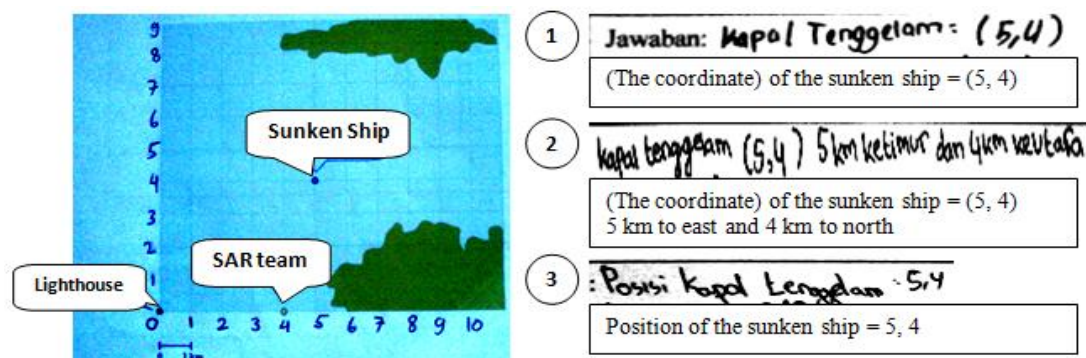 9
8
7
6
5
4
3
2
1
0 1 2 3 4 5 6 7 8 9 10
Sunken Ship
SAR team
Lighthouse
1
Jawaban: Kapal Tenggelam = (5,4)
(The coordinate) of the sunken ship = (5, 4)
2
kapal tenggelam (5,4) 5 km ketimur dan 4km keutara
(The coordinate) of the sunken ship = (5, 4)
5 km to east and 4 km to north
3
: Posisi kapal tenggelam = 5,4
Position of the sunken ship = 5, 4